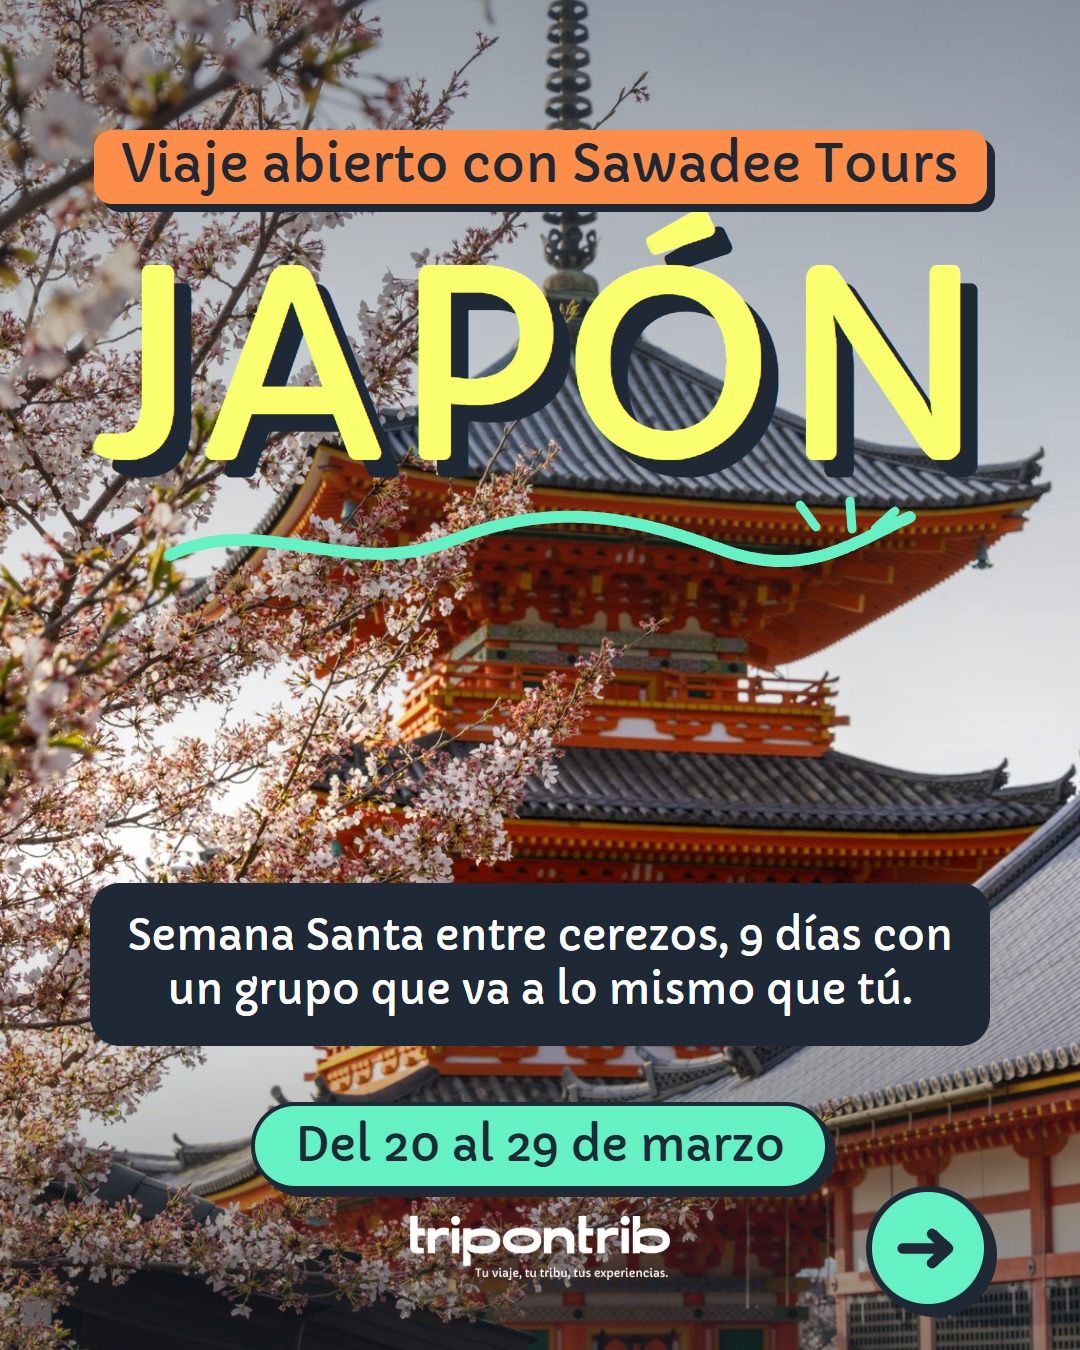 Viaje abierto con Sawadee Tours
JAPÓN
Semana Santa entre cerezos, 9 días con
un grupo que va a lo mismo que tú.
Del 20 al 29 de marzo
tripontrib
Tu viaje, tu tribu, tus experiencias.